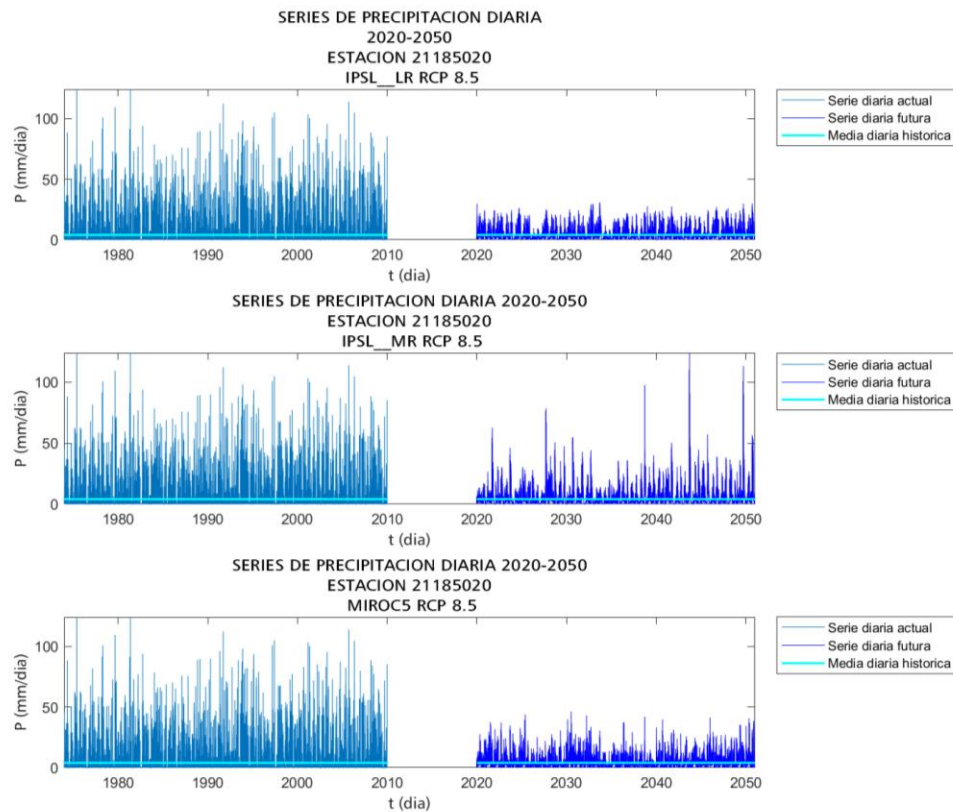 SERIES DE PRECIPITACION DIARIA
2020-2050
ESTACION 21185020
IPSL__LR RCP 8.5
P (mm/dia)
100
50
0
1980 1990 2000 2010 2020 2030 2040 2050
t (dia)
Serie diaria actual
Serie diaria futura
Media diaria historica
SERIES DE PRECIPITACION DIARIA 2020-2050
ESTACION 21185020
IPSL__MR RCP 8.5
P (mm/dia)
100
50
0
1980 1990 2000 2010 2020 2030 2040 2050
t (dia)
Serie diaria actual
Serie diaria futura
Media diaria historica
SERIES DE PRECIPITACION DIARIA 2020-2050
ESTACION 21185020
MIROC5 RCP 8.5
P (mm/dia)
100
50
0
1980 1990 2000 2010 2020 2030 2040 2050
t (dia)
Serie diaria actual
Serie diaria futura
Media diaria historica